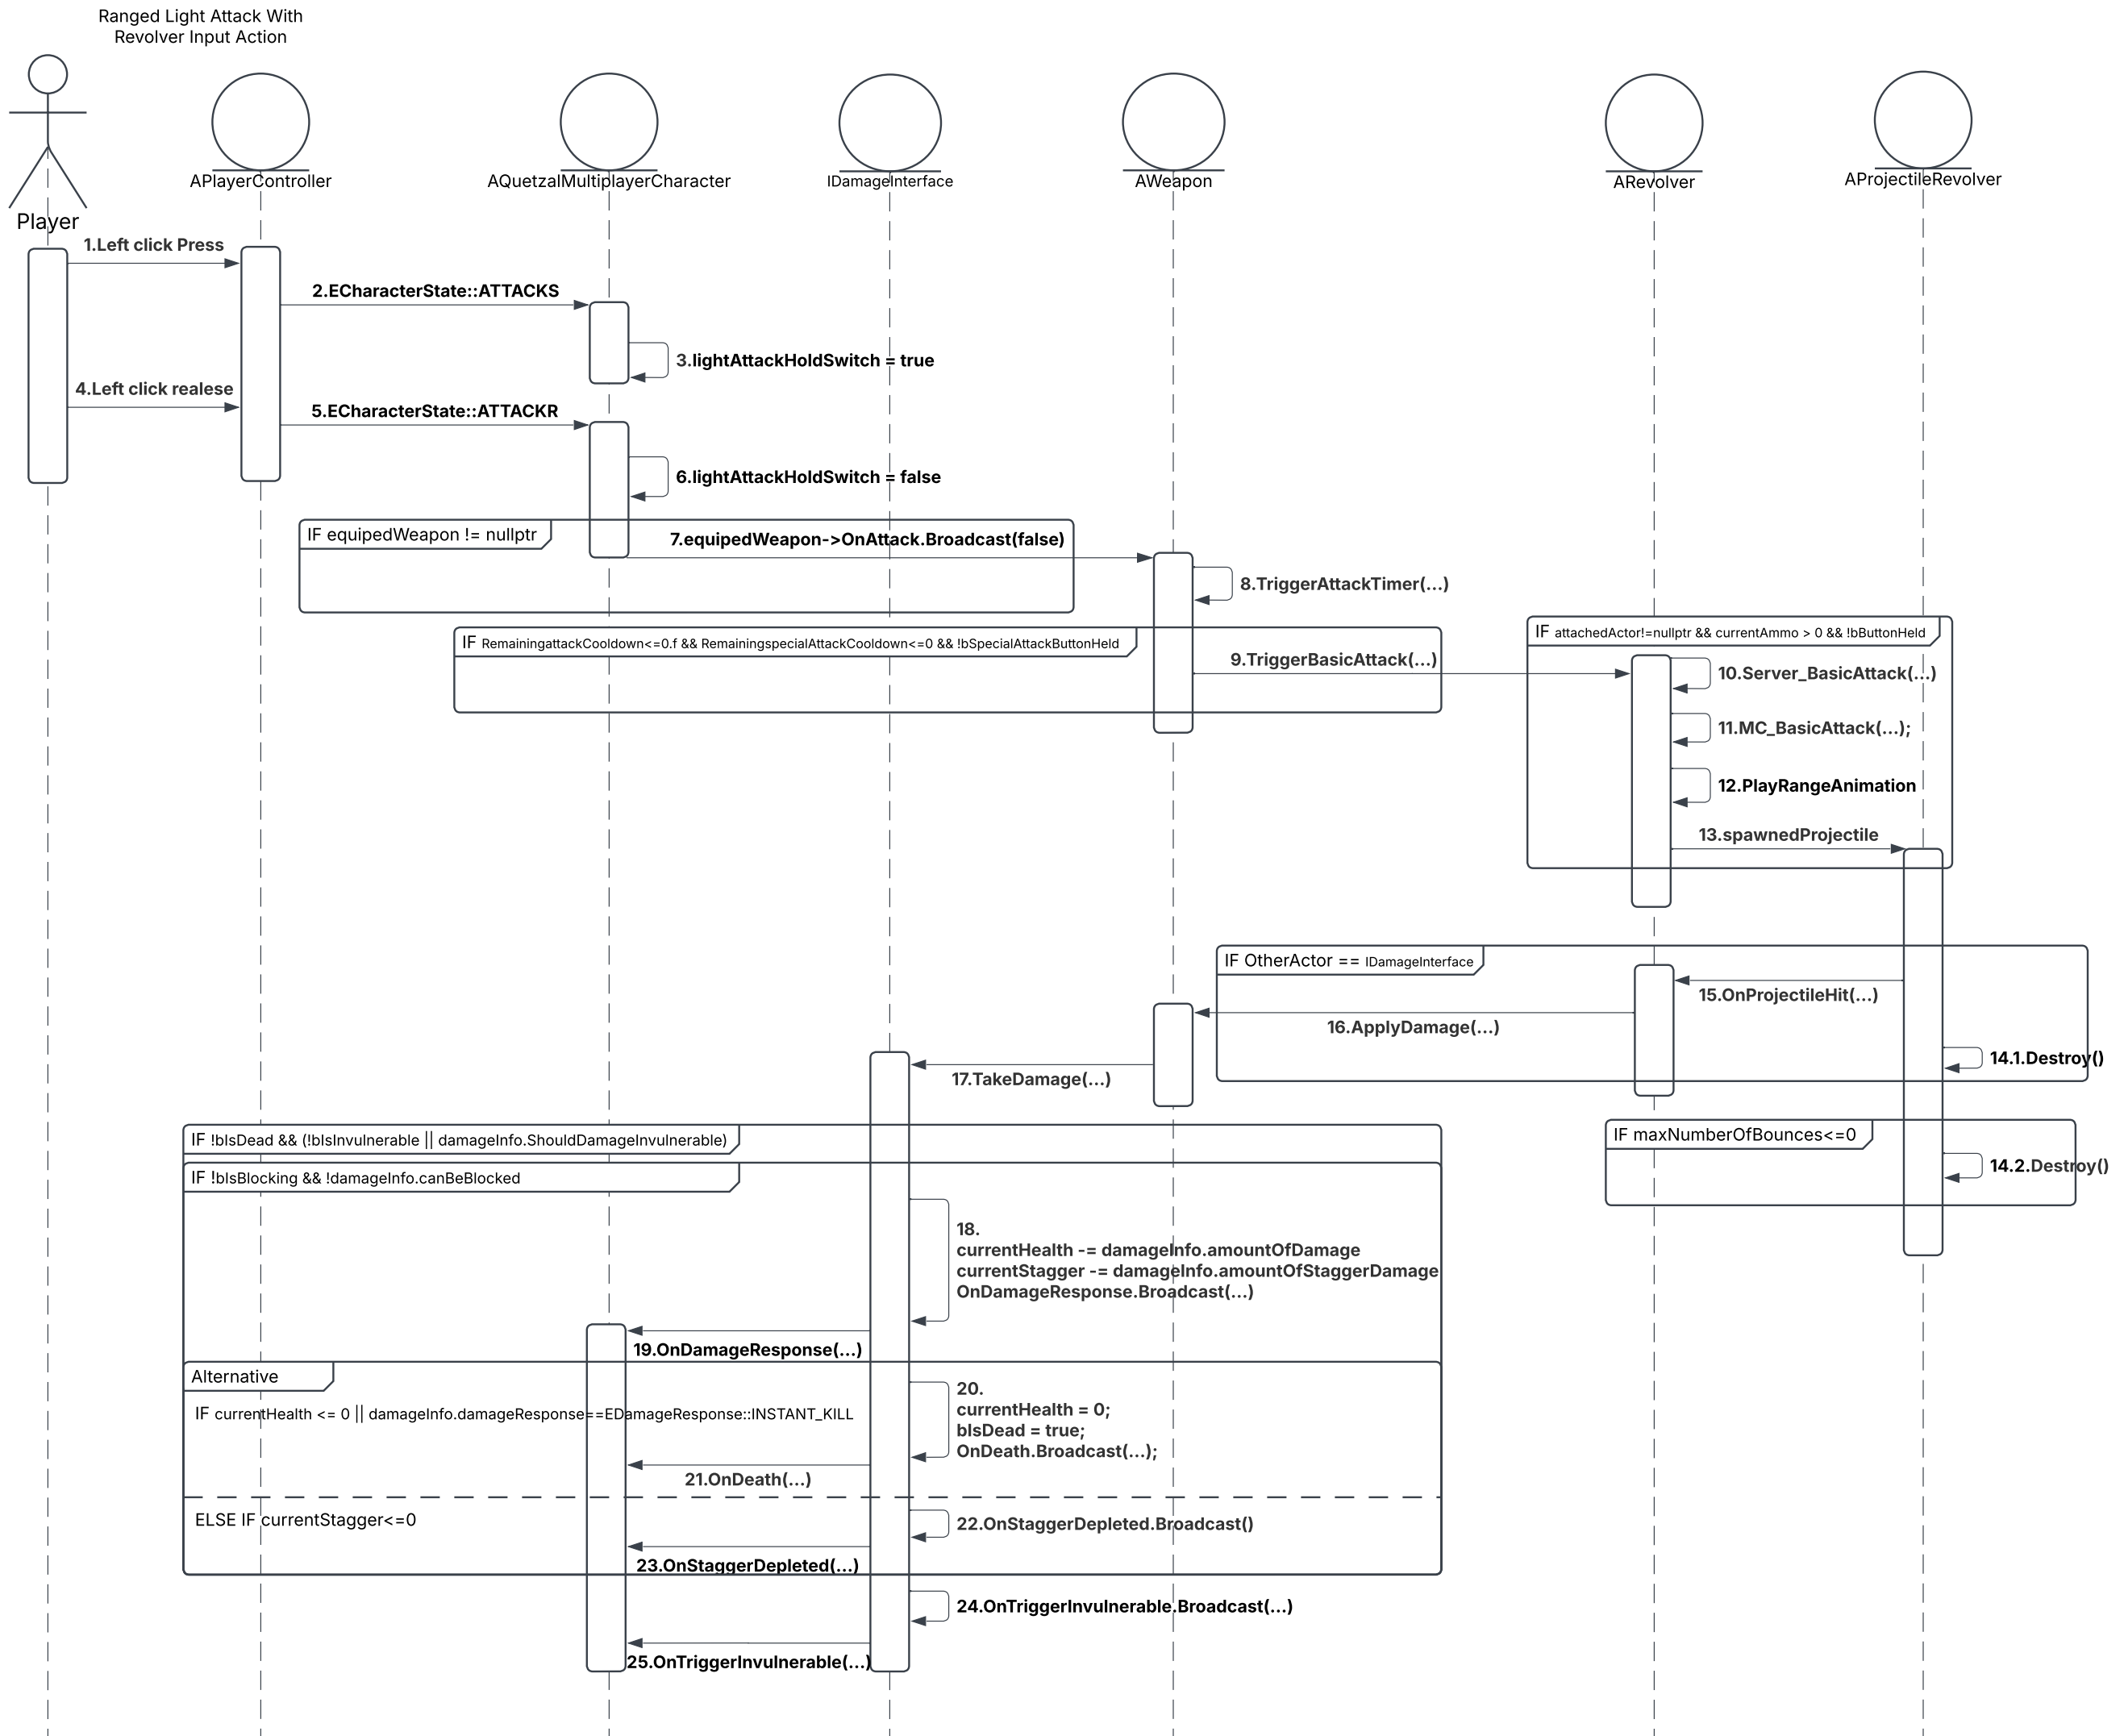 Ranged Light Attack With
Revolver Input Action
Player
APlayerController
AQuetzalMultiplayerCharacter
IDamageInterface
AWeapon
ARevolver
AProjectileRevolver
1.Left click Press
2.ECharacterState::ATTACKS
3.lightAttackHoldSwitch = true
4.Left click realese
5.ECharacterState::ATTACKR
6.lightAttackHoldSwitch = false
IF equipedWeapon != nullptr
7.equipedWeapon->OnAttack.Broadcast(false)
8.TriggerAttackTimer(...)
IF RemainingattackCooldown<=0.f && RemainingspecialAttackCooldown<=0 && !bSpecialAttackButtonHeld
9.TriggerBasicAttack(...)
IF attachedActor!=nullptr && currentAmmo > 0 && !bButtonHeld
10.Server_BasicAttack(...)
11.MC_BasicAttack(...);
12.PlayRangeAnimation
13.spawnedProjectile
IF OtherActor == IDamageInterface
15.OnProjectileHit(...)
16.ApplyDamage(...)
14.1.Destroy()
17.TakeDamage(...)
IF maxNumberOfBounces<=0
14.2.Destroy()
IF !bIsDead && (!bIsInvulnerable || damageInfo.ShouldDamageInvulnerable)
IF !bIsBlocking && !damageInfo.canBeBlocked
18.
currentHealth -= damageInfo.amountOfDamage
currentStagger -= damageInfo.amountOfStaggerDamage
OnDamageResponse.Broadcast(...)
19.OnDamageResponse(...)
Alternative
IF currentHealth <= 0 || damageInfo.damageResponse==EDamageResponse::INSTANT_KILL
20.
currentHealth = 0;
bIsDead = true;
OnDeath.Broadcast(...);
21.OnDeath(...)
ELSE IF currentStagger<=0
22.OnStaggerDepleted.Broadcast()
23.OnStaggerDepleted(...)
24.OnTriggerInvulnerable.Broadcast(...)
25.OnTriggerInvulnerable(...)